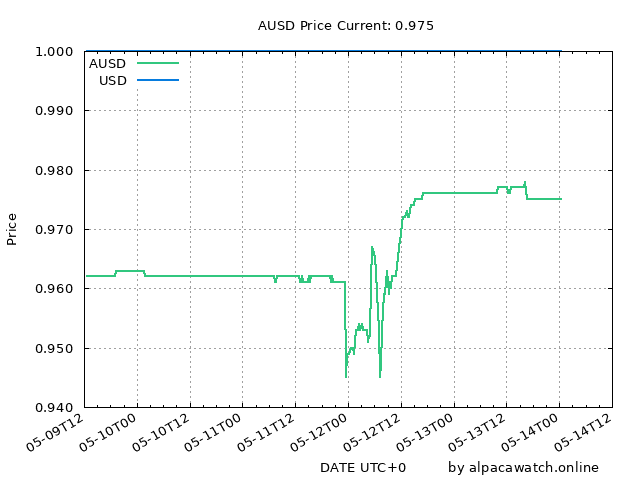 AUSD Price Current: 0.975
1.000
AUSD
USD
0.990
0.980
0.970
Price
0.960
0.950
0.940
05-09T12
05-10T00
05-10T12
05-11T00
05-11T12
05-12T00
05-12T12
05-13T00
05-13T12
05-14T00
05-14T12
DATE UTC+0
by alpacawatch.online